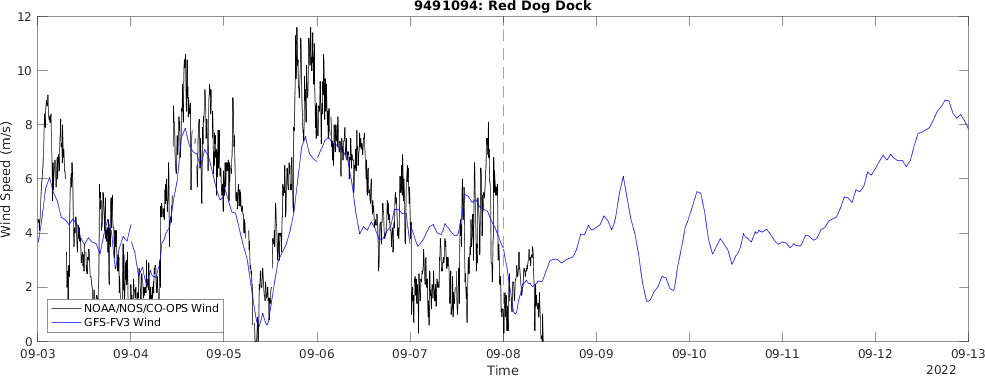 9491094: Red Dog Dock
Wind Speed (m/s)
12
10
8
6
4
2
0
NOAA/NOS/CO-OPS Wind
GFS-FV3 Wind
09-03 09-04 09-05 09-06 09-07 09-08 09-09 09-10 09-11 09-12 09-13
Time
2022